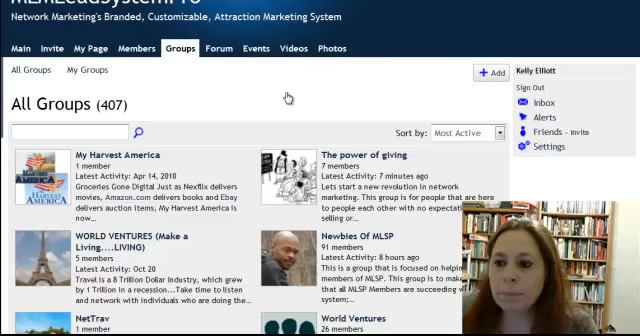 MLMLeadSystemPro
Network Marketing's Branded, Customizable, Attraction Marketing System
Main Invite My Page Members Groups Forum Events Videos Photos
All Groups My Groups
+ Add
Kelly Elliott
Sign Out
Inbox
Alerts
Friends - Invite
Settings
All Groups (407)
Sort by: Most Active
My Harvest America
1 member
Latest Activity: Apr 14, 2010
Groceries Gone Digital Just as Nexflix delivers
movies, Amazon.com delivers books and Ebay
delivers auction items, My Harvest America is
now...
The power of giving
7 members
Latest Activity: 7 minutes ago
Lets start a new revolution in network
marketing. This group is for people that are here
to people each other with no expectat
selling or...
WORLD VENTURES (Make a
Living....LIVING)
5 members
Latest Activity: Oct 20
Travel is a 8 Trillion Dollar Industry, which grew
by 1 Trillion in a recession...Take time to listen
and network with individuals who are doing the...
Newbies Of MLSP
91 members
Latest Activity: 8 hours ago
This is a group that is focused on helpin
members of MLSP. This group is to make
that all MLSP Members are succeeding w
system;...
NetTrav
1 member
World Ventures
26 members
HARVEST
AMERICA